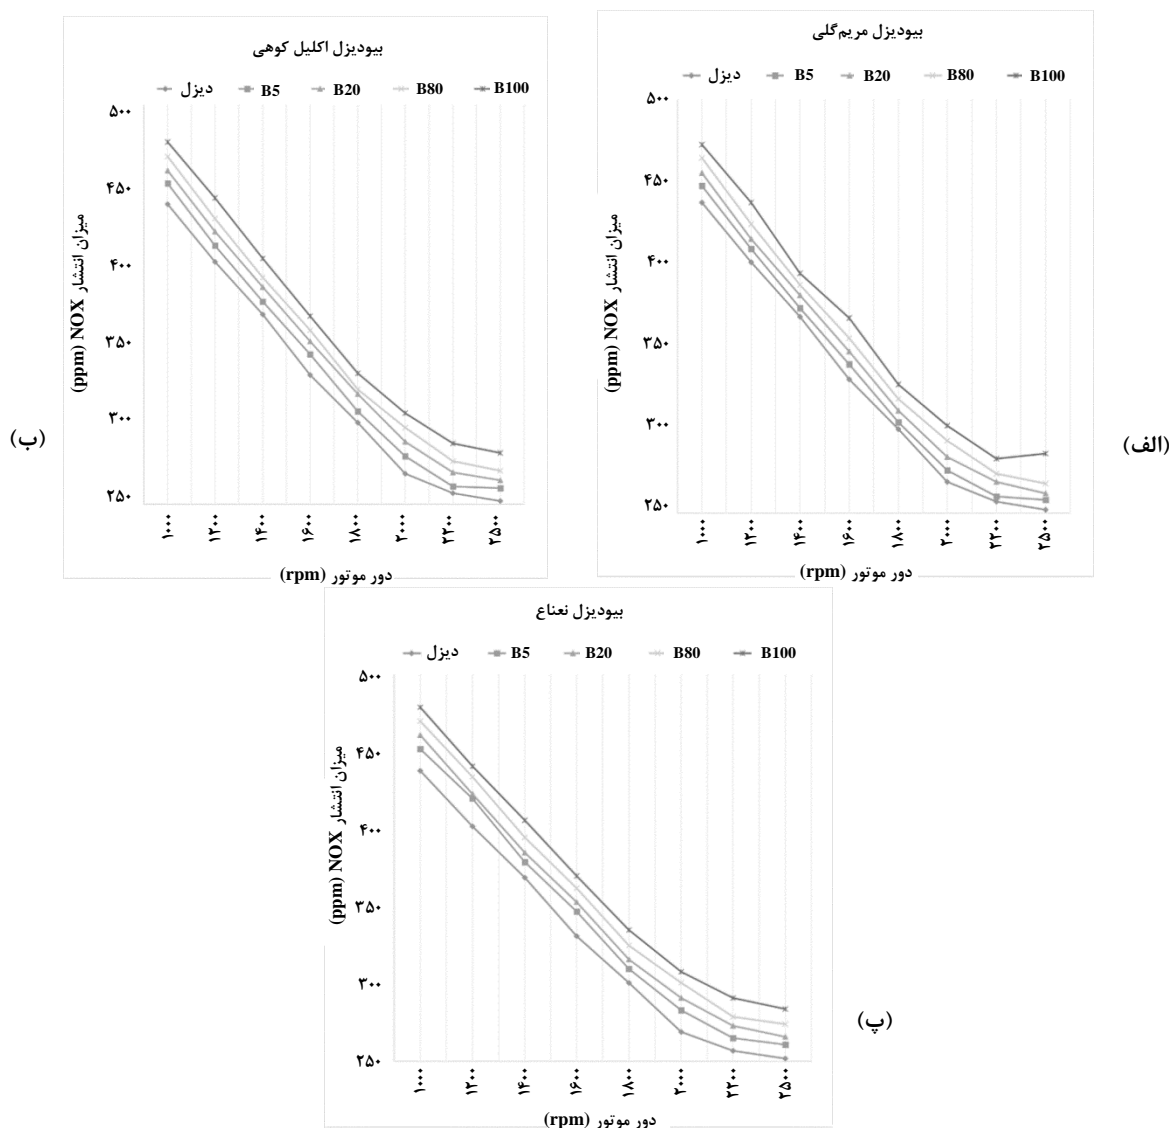 بیودیزل مریم‌گلی
دیزل B5 B20 B80 B100
۵۰۰
۴۵۰
۴۰۰
۳۵۰
۳۰۰
۲۵۰
میزان انتشار NOX (ppm)
۱۰۰۰ ۱۲۰۰ ۱۴۰۰ ۱۶۰۰ ۱۸۰۰ ۲۰۰۰ ۲۲۰۰ ۲۵۰۰
دور موتور (rpm)
(الف)
بیودیزل اکلیل کوهی
دیزل B5 B20 B80 B100
۵۰۰
۴۵۰
۴۰۰
۳۵۰
۳۰۰
۲۵۰
میزان انتشار NOX (ppm)
۱۰۰۰ ۱۲۰۰ ۱۴۰۰ ۱۶۰۰ ۱۸۰۰ ۲۰۰۰ ۲۲۰۰ ۲۵۰۰
دور موتور (rpm)
(ب)
بیودیزل نعناع
دیزل B5 B20 B80 B100
۵۰۰
۴۵۰
۴۰۰
۳۵۰
۳۰۰
۲۵۰
میزان انتشار NOX (ppm)
۱۰۰۰ ۱۲۰۰ ۱۴۰۰ ۱۶۰۰ ۱۸۰۰ ۲۰۰۰ ۲۲۰۰ ۲۵۰۰
دور موتور (rpm)
(پ)